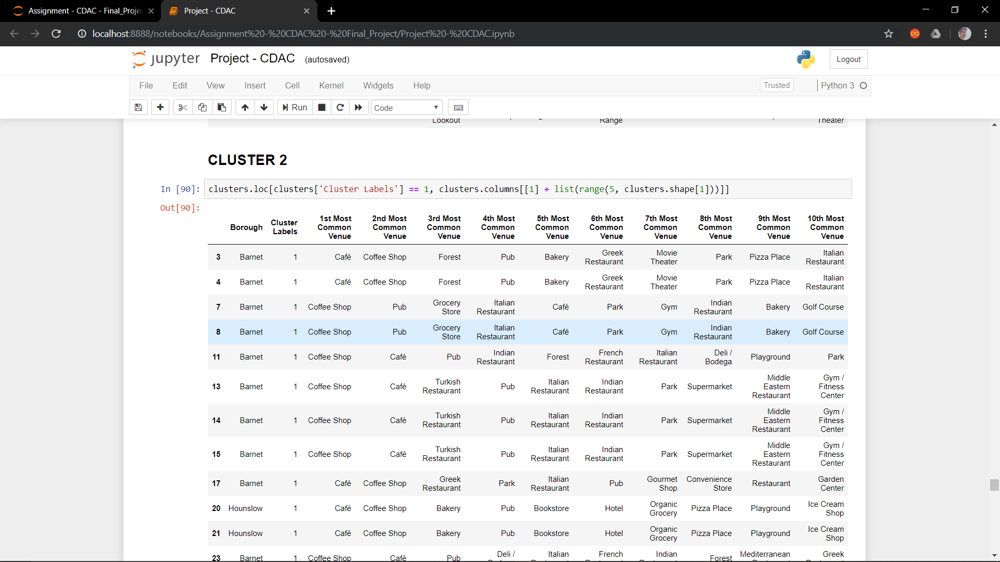 Assignment - CDAC - Final_Proje
Project - CDAC
localhost:8888/notebooks/Assignment%20-%20CDAC%20-%20Final_Project/Project%20-%20CDAC.ipynb
jupyter Project - CDAC (autosaved)
Logout
File Edit View Insert Cell Kernel Widgets Help
Trusted
Python 3
Run
Code
Lookout Range Theater
CLUSTER 2
In [90]: clusters.loc[clusters['Cluster Labels'] == 1, clusters.columns[[1] + list(range(5, clusters.shape[1]))]]
Out[90]:
1st Most 2nd Most 3rd Most 4th Most 5th Most 6th Most 7th Most 8th Most 9th Most 10th Most
Borough Cluster Labels Common Common Common Common Common Common Common Common Common Common
Venue Venue Venue Venue Venue Venue Venue Venue Venue Venue
3 Barnet 1 Café Coffee Shop Forest Pub Bakery Greek Restaurant Movie Theater Park Pizza Place Italian Restaurant
4 Barnet 1 Café Coffee Shop Forest Pub Bakery Greek Restaurant Movie Theater Park Pizza Place Italian Restaurant
7 Barnet 1 Coffee Shop Pub Grocery Store Italian Restaurant Café Park Gym Indian Restaurant Bakery Golf Course
8 Barnet 1 Coffee Shop Pub Grocery Store Italian Restaurant Café Park Gym Indian Restaurant Bakery Golf Course
11 Barnet 1 Coffee Shop Café Pub Indian Restaurant Forest French Restaurant Italian Restaurant Deli / Bodega Playground Park
13 Barnet 1 Coffee Shop Café Turkish Restaurant Pub Italian Restaurant Indian Restaurant Park Supermarket Middle Eastern Restaurant Gym / Fitness Center
14 Barnet 1 Coffee Shop Café Turkish Restaurant Pub Italian Restaurant Indian Restaurant Park Supermarket Middle Eastern Restaurant Gym / Fitness Center
15 Barnet 1 Coffee Shop Café Turkish Restaurant Pub Italian Restaurant Indian Restaurant Park Supermarket Middle Eastern Restaurant Gym / Fitness Center
17 Barnet 1 Café Coffee Shop Greek Restaurant Park Italian Restaurant Pub Gourmet Shop Convenience Store Restaurant Garden Center
20 Hounslow 1 Café Coffee Shop Bakery Pub Bookstore Hotel Organic Grocery Pizza Place Playground Ice Cream Shop
21 Hounslow 1 Café Coffee Shop Bakery Pub Bookstore Hotel Organic Grocery Pizza Place Playground Ice Cream Shop
23 Barnet 1 Coffee Shop Café Pub Deli / Italian French Indian Forest Mediterranean Greek